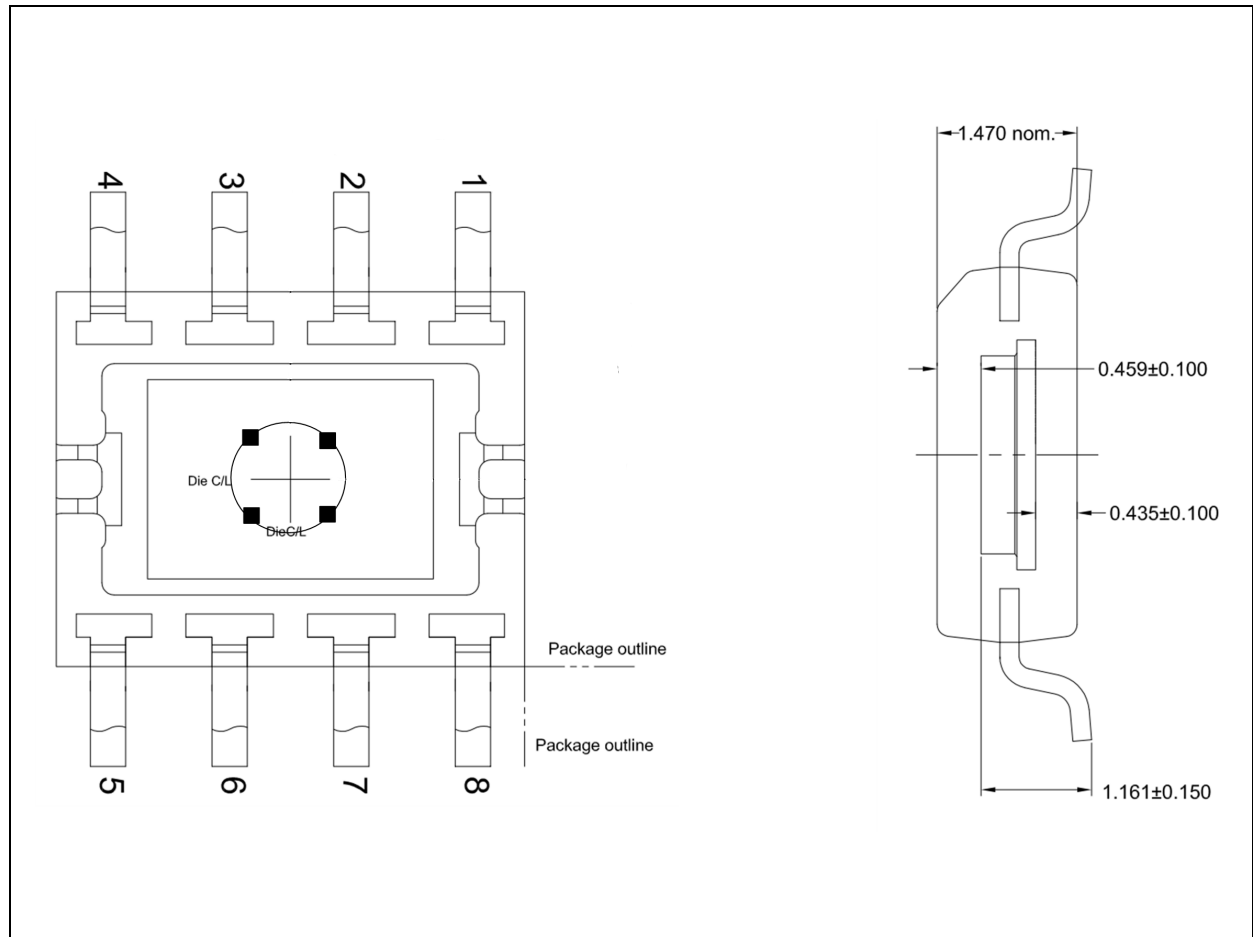 1.470 nom.
4 3 2 1
0.459±0.100
Die C/L
0.435±0.100
DieC/L
Package outline
Package outline
5 6 7 8
1.161±0.150